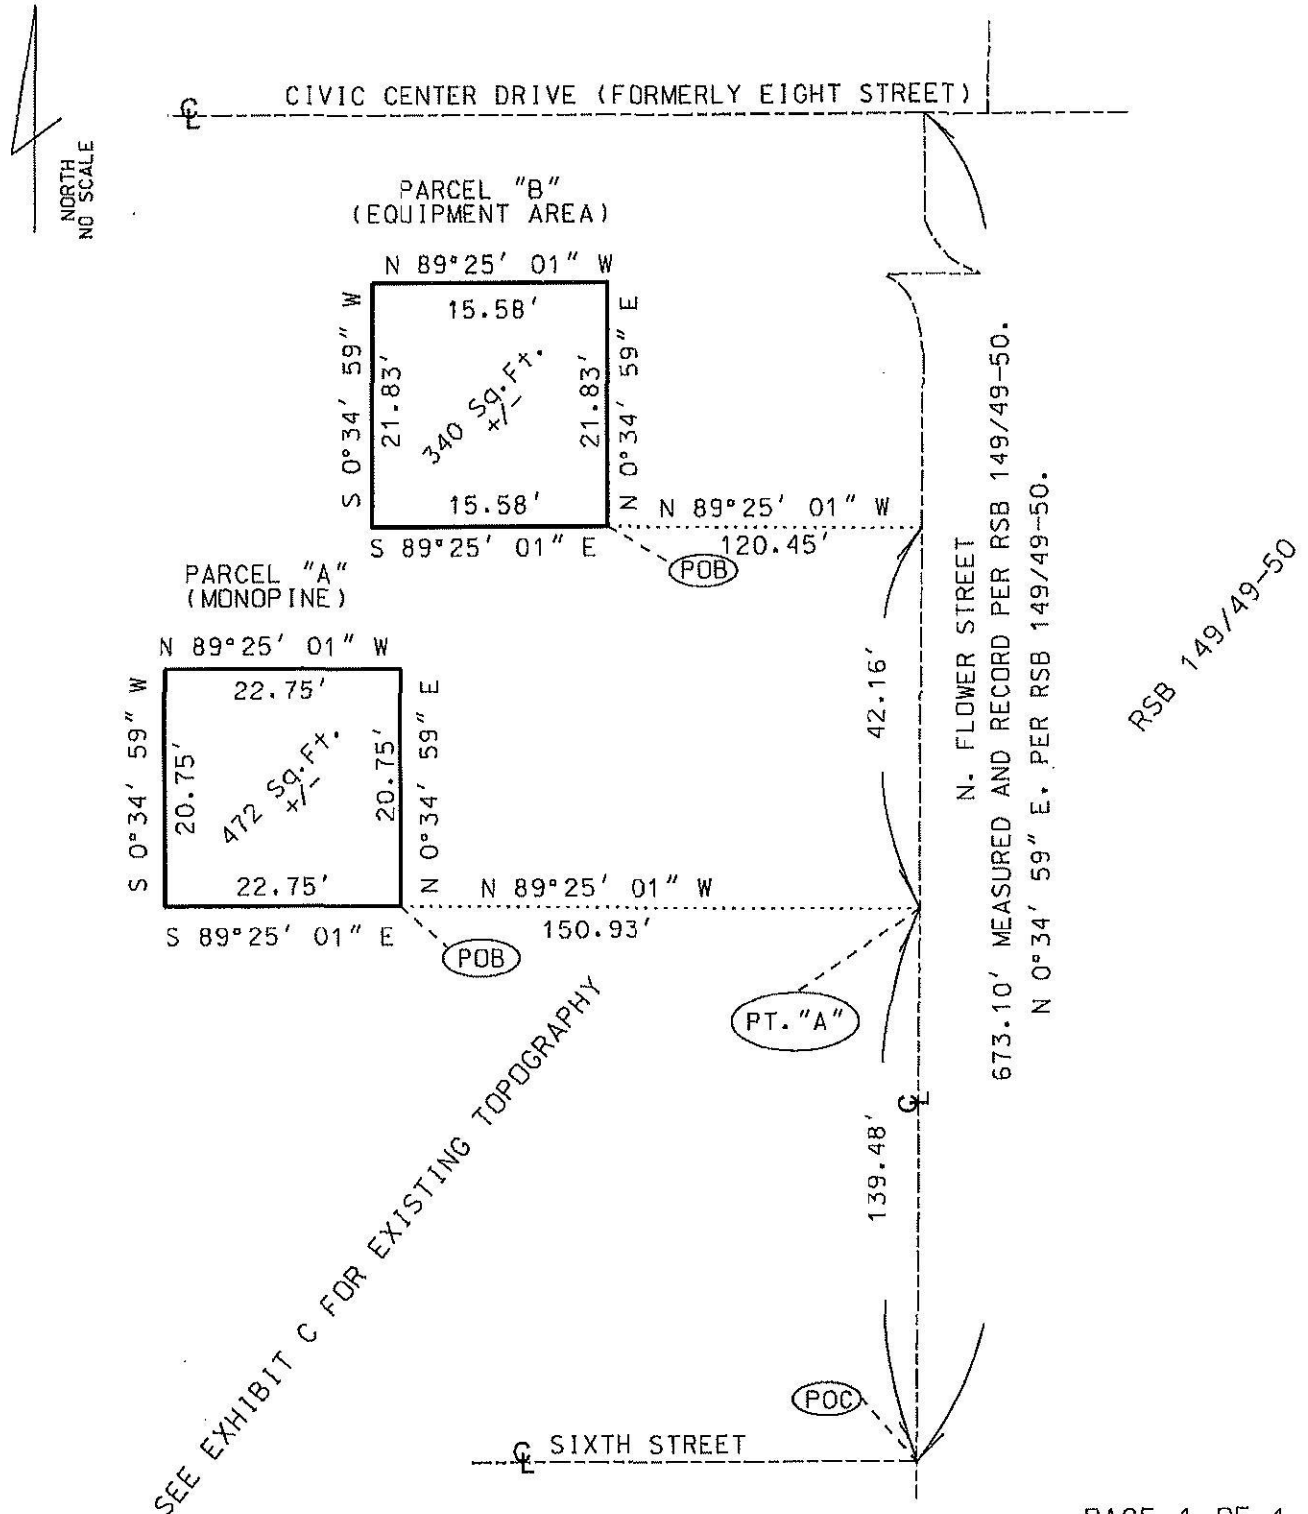 NORTH
NO SCALE
CL
CIVIC CENTER DRIVE (FORMERLY EIGHT STREET)
PARCEL "B"
(EQUIPMENT AREA)
N 89°25' 01" W
15.58'
S 0°34' 59" W
21.83'
340 Sq.Ft.
+/-
21.83'
N 0°34' 59" E
15.58'
S 89°25' 01" E
N 89°25' 01" W
120.45'
POB
PARCEL "A"
(MONOPINE)
N 89°25' 01" W
22.75'
S 0°34' 59" W
20.75'
472 Sq.Ft.
+/-
20.75'
N 0°34' 59" E
22.75'
S 89°25' 01" E
N 89°25' 01" W
150.93'
POB
42.16'
N. FLOWER STREET
673.10' MEASURED AND RECORD PER RSB 149/49-50.
N 0°34' 59" E. PER RSB 149/49-50.
RSB 149/49-50
PT. "A"
CL
139.48'
SEE EXHIBIT C FOR EXISTING TOPOGRAPHY
POC
CL
SIXTH STREET